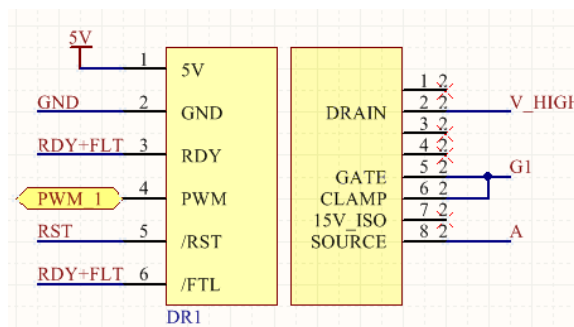 5V
1
5V
GND
2
GND
RDY+FLT
3
RDY
PWM_1
4
PWM
RST
5
/RST
RDY+FLT
6
/FTL
DR1
1 2
DRAIN
2 2
V_HIGH
3 2
4 2
GATE
5 2
G1
CLAMP
6 2
15V_ISO
7 2
SOURCE
8 2
A